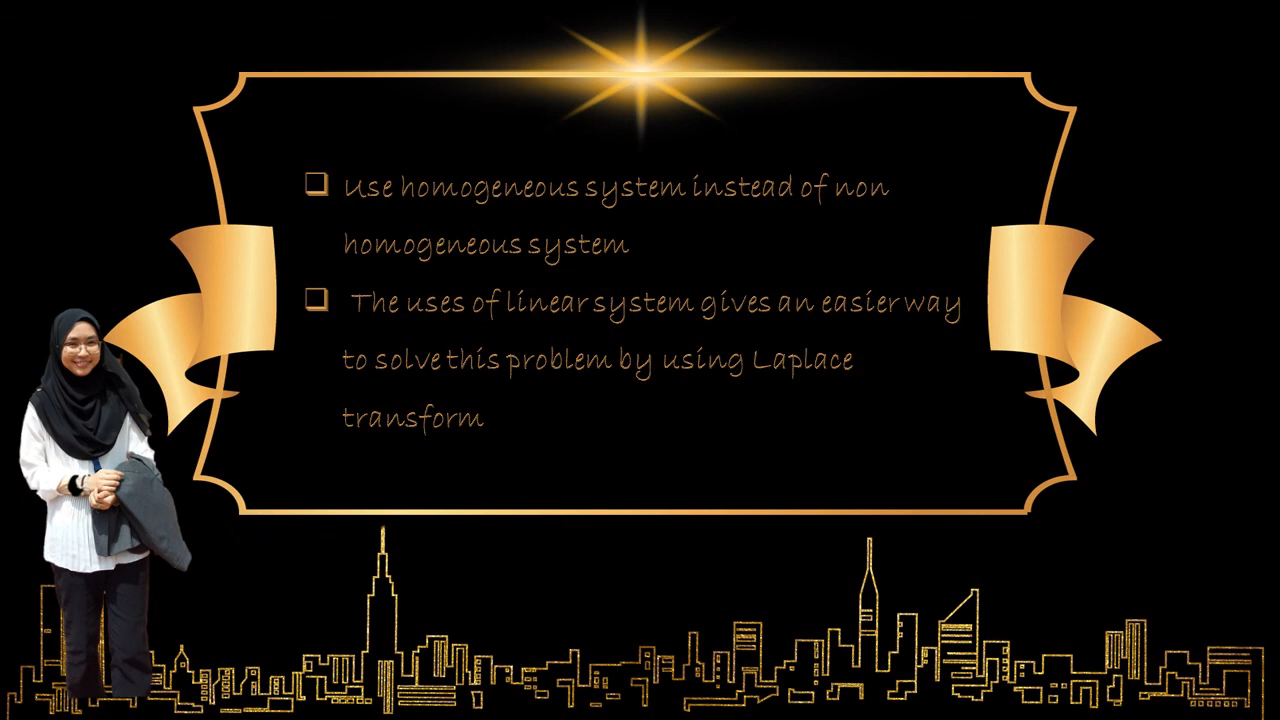 Use homogeneous system instead of non
homogeneous system
The uses of linear system gives an easier way
to solve this problem by using Laplace
transform